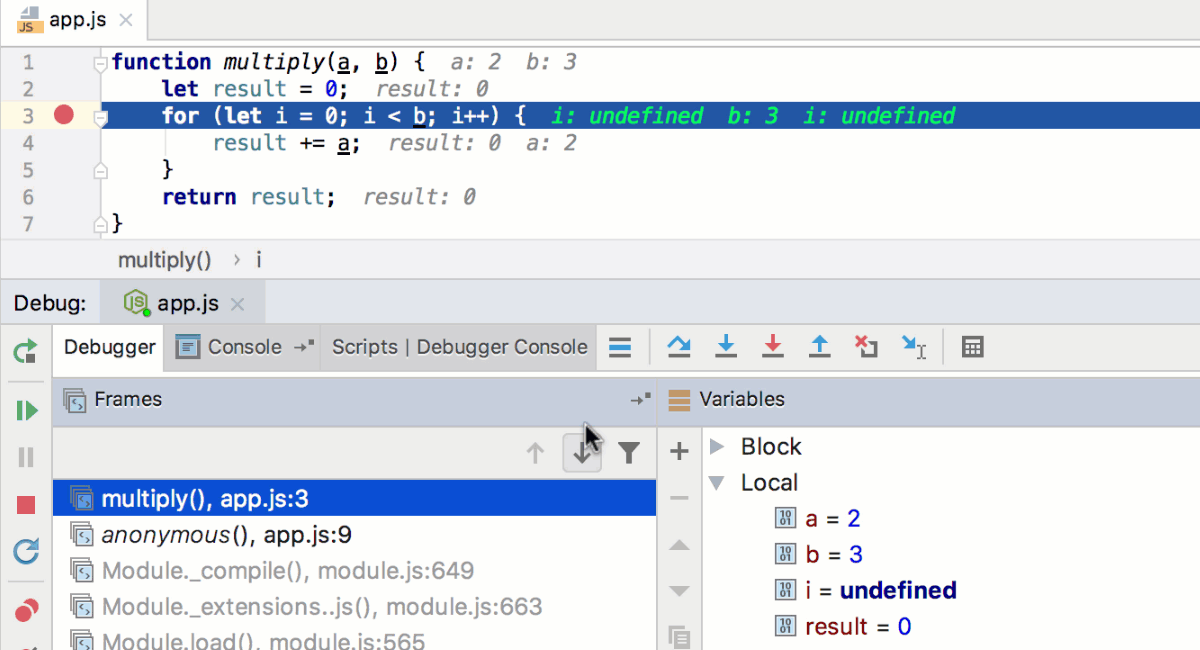 JS app.js
1 function multiply(a, b) { a: 2 b: 3
2 let result = 0; result: 0
3 for (let i = 0; i < b; i++) { i: undefined b: 3 i: undefined
4 result += a; result: 0 a: 2
5 }
6 return result; result: 0
7 }
multiply() › i
Debug: JS app.js
Debugger Console Scripts | Debugger Console
Frames
Variables
multiply(), app.js:3
anonymous(), app.js:9
Module._compile(), module.js:649
Module._extensions..js(), module.js:663
Module.load(), module.js:565
Block
Local
a = 2
b = 3
i = undefined
result = 0